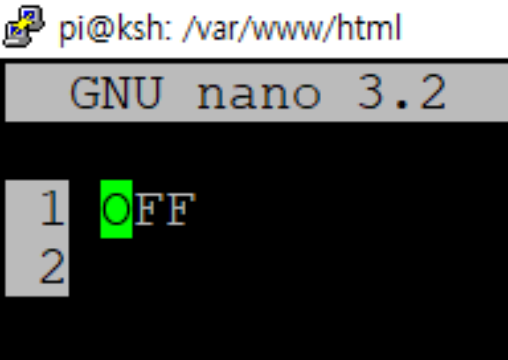 pi@ksh: /var/www/html
GNU nano 3.2
1 OFF
2